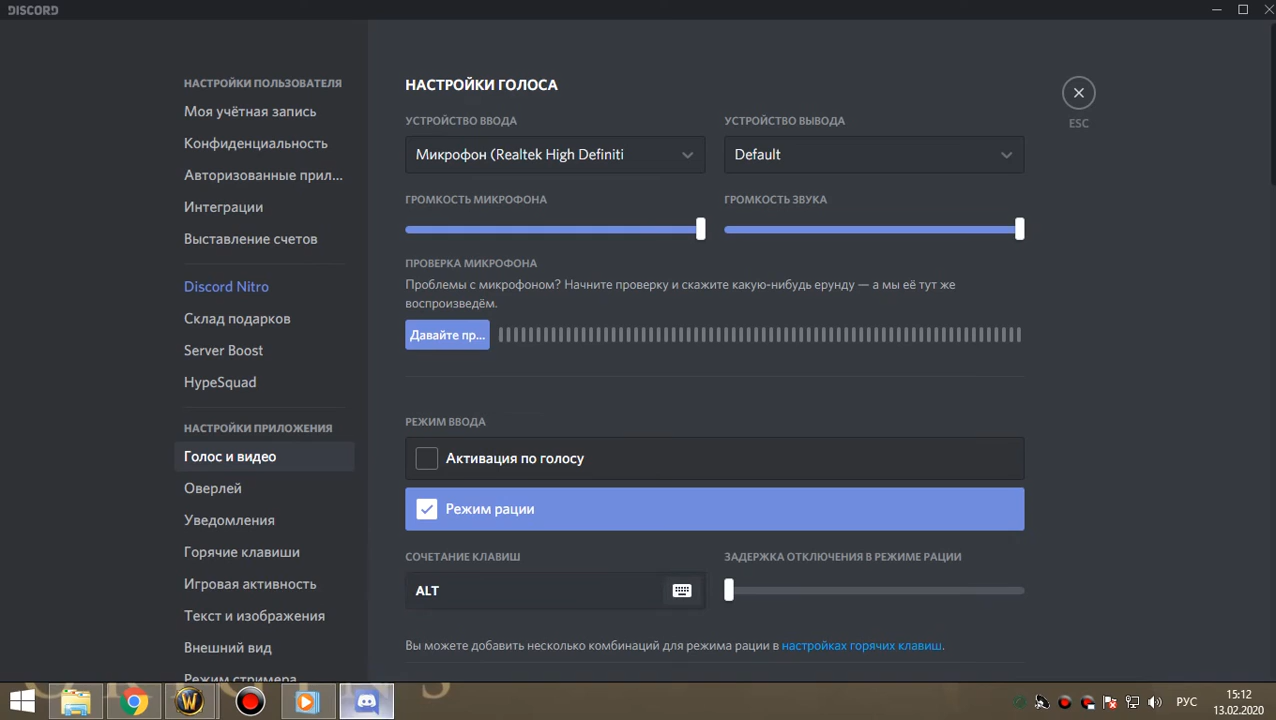 DISCORD
НАСТРОЙКИ ПОЛЬЗОВАТЕЛЯ
Моя учётная запись
Конфиденциальность
Авторизованные прил...
Интеграции
Выставление счетов
Discord Nitro
Склад подарков
Server Boost
HypeSquad
НАСТРОЙКИ ПРИЛОЖЕНИЯ
Голос и видео
Оверлей
Уведомления
Горячие клавиши
Игровая активность
Текст и изображения
Внешний вид
Режим стримера
НАСТРОЙКИ ГОЛОСА
УСТРОЙСТВО ВВОДА
Микрофон (Realtek High Definiti
УСТРОЙСТВО ВЫВОДА
Default
ГРОМКОСТЬ МИКРОФОНА
ГРОМКОСТЬ ЗВУКА
ПРОВЕРКА МИКРОФОНА
Проблемы с микрофоном? Начните проверку и скажите какую-нибудь ерунду — а мы её тут же
воспроизведём.
Давайте пр...
РЕЖИМ ВВОДА
Активация по голосу
Режим рации
СОЧЕТАНИЕ КЛАВИШ
ALT
ЗАДЕРЖКА ОТКЛЮЧЕНИЯ В РЕЖИМЕ РАЦИИ
Вы можете добавить несколько комбинаций для режима рации в настройках горячих клавиш.
ESC
РУС
15:12
13.02.2020